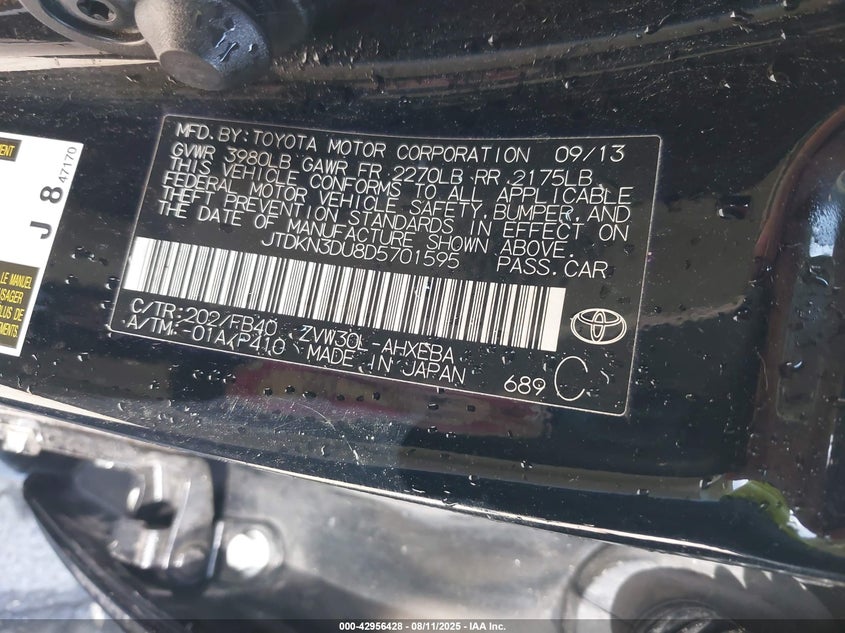 MFD. BY: TOYOTA MOTOR CORPORATION 09/13
GVWR 3980LB GAWR FR 2270LB RR 2175LB
THIS VEHICLE CONFORMS TO ALL APPLICABLE
FEDERAL MOTOR VEHICLE SAFETY, BUMPER, AND
THEFT PREVENTION STANDARDS IN EFFECT ON
THE DATE OF MANUFACTURE SHOWN ABOVE.
JTDKN3DU8D5701595 PASS. CAR
C/TR: 202/FB40 ZVW30L-AHXEBA
A/TM: -01A/P410 MADE IN JAPAN
689 C
J 8 47170
LE MANUEL
000-42956428 - 08/11/2025 - IAA Inc.